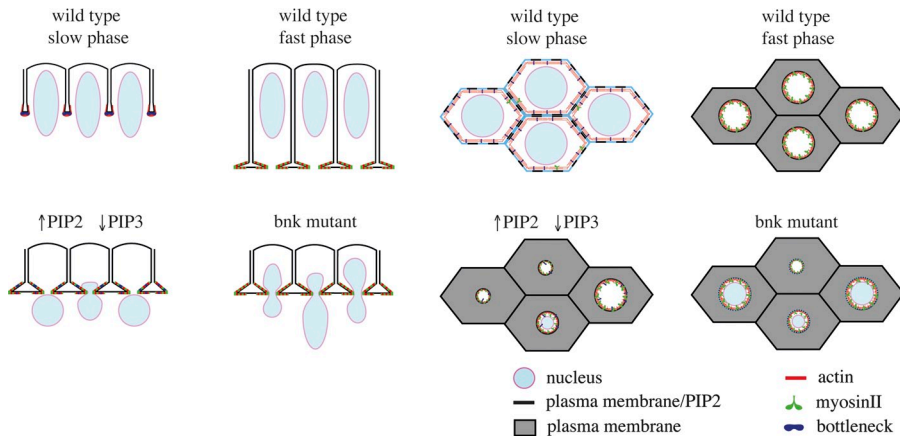 wild type
slow phase
wild type
fast phase
wild type
slow phase
wild type
fast phase
↑PIP2 ↓PIP3
bnk mutant
↑PIP2 ↓PIP3
bnk mutant
nucleus
plasma membrane/PIP2
plasma membrane
actin
myosinII
bottleneck